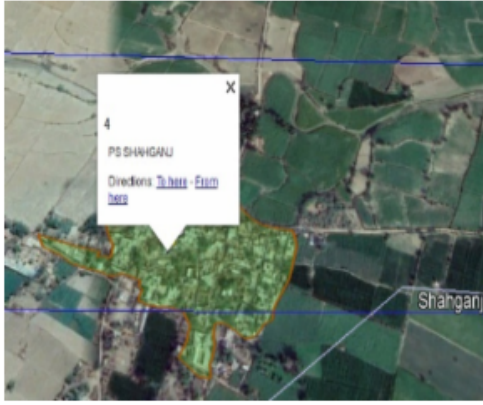 X
4
PS SHAHGANJ
Directions: To here - From
here
Shahganj